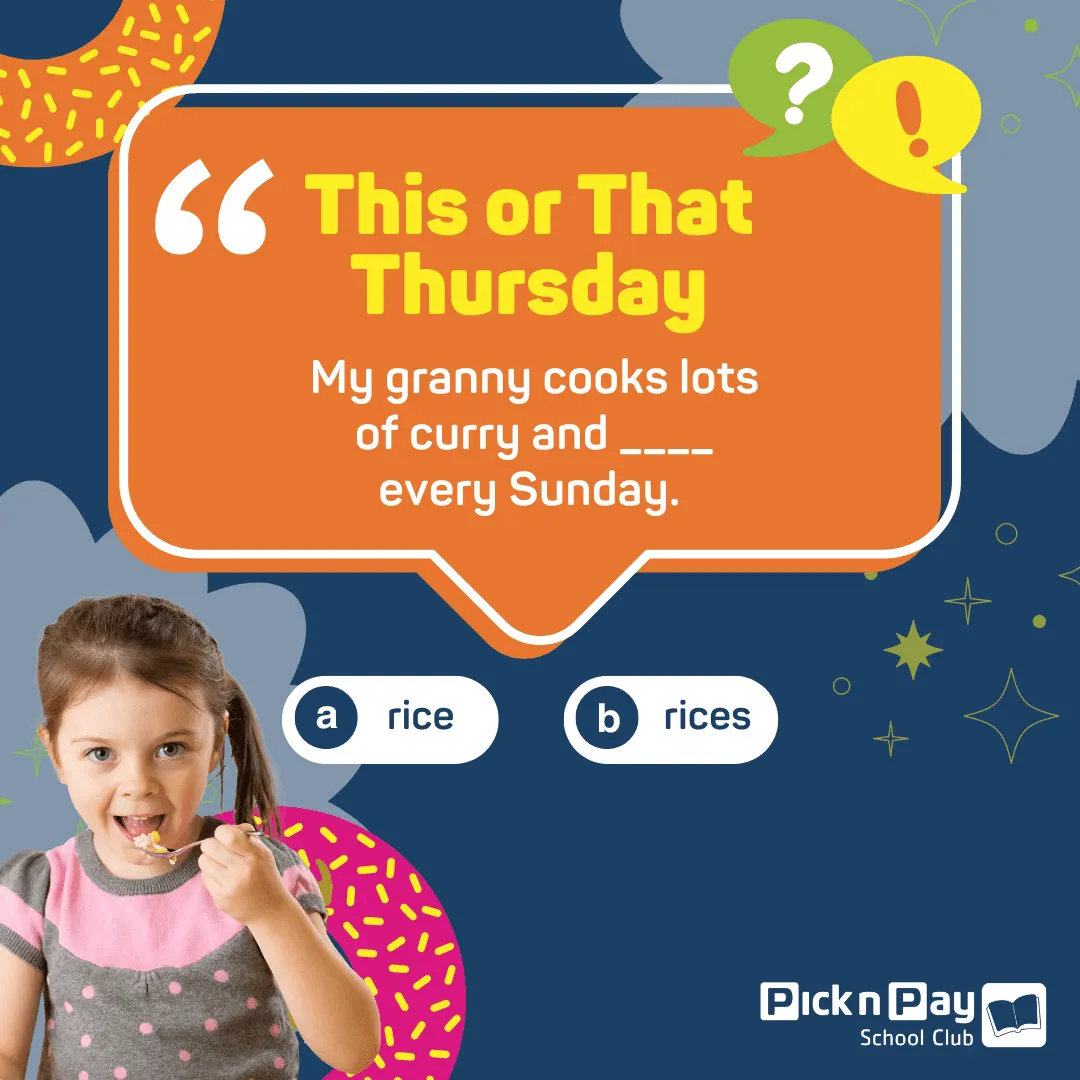 ?
!
“
This or That
Thursday
My granny cooks lots
of curry and ____
every Sunday.
a rice
b rices
Pick n Pay
School Club